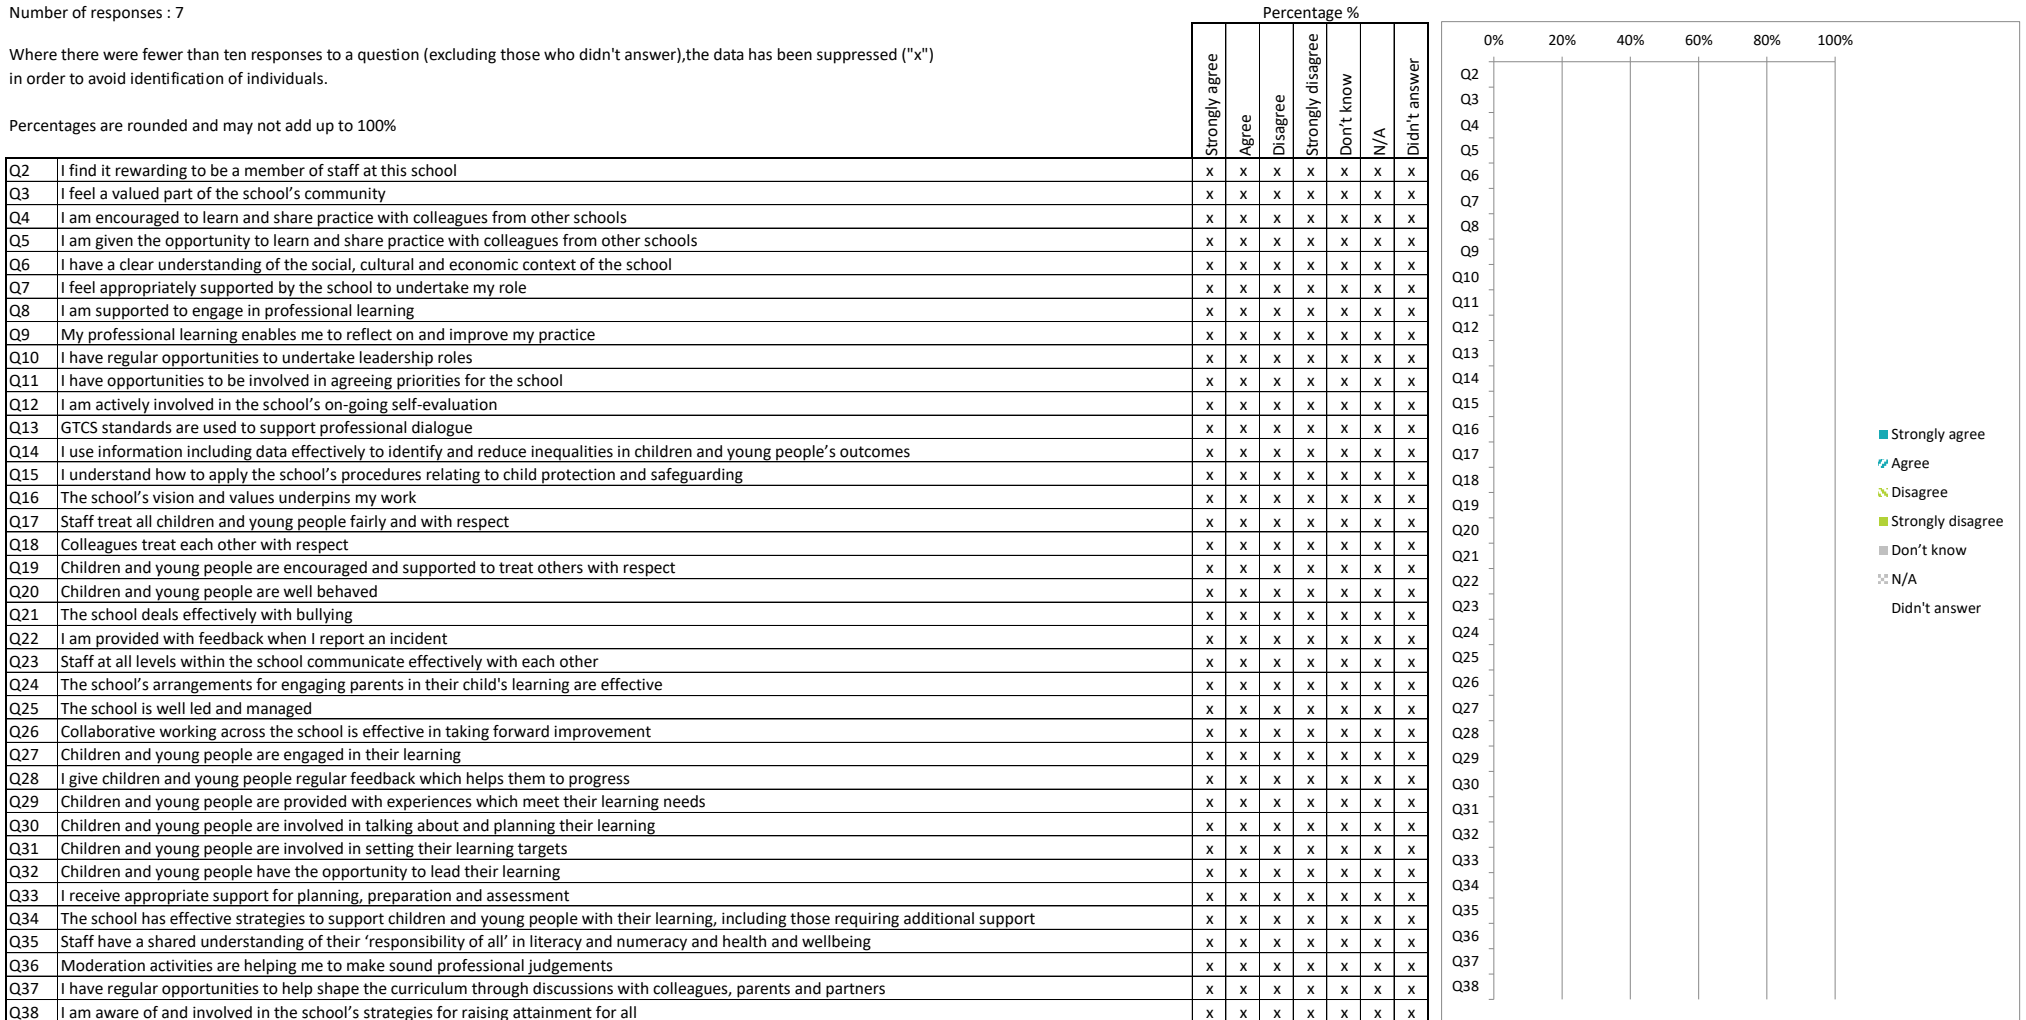 Number of responses : 7
Percentage %
Where there were fewer than ten responses to a question (excluding those who didn't answer),the data has been suppressed ("x")
in order to avoid identification of individuals.
Percentages are rounded and may not add up to 100%
Strongly agree
Agree
Disagree
Strongly disagree
Don't know
N/A
Didn't answer
Q2 I find it rewarding to be a member of staff at this school x x x x x x x
Q3 I feel a valued part of the school’s community x x x x x x x
Q4 I am encouraged to learn and share practice with colleagues from other schools x x x x x x x
Q5 I am given the opportunity to learn and share practice with colleagues from other schools x x x x x x x
Q6 I have a clear understanding of the social, cultural and economic context of the school x x x x x x x
Q7 I feel appropriately supported by the school to undertake my role x x x x x x x
Q8 I am supported to engage in professional learning x x x x x x x
Q9 My professional learning enables me to reflect on and improve my practice x x x x x x x
Q10 I have regular opportunities to undertake leadership roles x x x x x x x
Q11 I have opportunities to be involved in agreeing priorities for the school x x x x x x x
Q12 I am actively involved in the school’s on-going self-evaluation x x x x x x x
Q13 GTCS standards are used to support professional dialogue x x x x x x x
Q14 I use information including data effectively to identify and reduce inequalities in children and young people’s outcomes x x x x x x x
Q15 I understand how to apply the school’s procedures relating to child protection and safeguarding x x x x x x x
Q16 The school’s vision and values underpins my work x x x x x x x
Q17 Staff treat all children and young people fairly and with respect x x x x x x x
Q18 Colleagues treat each other with respect x x x x x x x
Q19 Children and young people are encouraged and supported to treat others with respect x x x x x x x
Q20 Children and young people are well behaved x x x x x x x
Q21 The school deals effectively with bullying x x x x x x x
Q22 I am provided with feedback when I report an incident x x x x x x x
Q23 Staff at all levels within the school communicate effectively with each other x x x x x x x
Q24 The school’s arrangements for engaging parents in their child's learning are effective x x x x x x x
Q25 The school is well led and managed x x x x x x x
Q26 Collaborative working across the school is effective in taking forward improvement x x x x x x x
Q27 Children and young people are engaged in their learning x x x x x x x
Q28 I give children and young people regular feedback which helps them to progress x x x x x x x
Q29 Children and young people are provided with experiences which meet their learning needs x x x x x x x
Q30 Children and young people are involved in talking about and planning their learning x x x x x x x
Q31 Children and young people are involved in setting their learning targets x x x x x x x
Q32 Children and young people have the opportunity to lead their learning x x x x x x x
Q33 I receive appropriate support for planning, preparation and assessment x x x x x x x
Q34 The school has effective strategies to support children and young people with their learning, including those requiring additional support x x x x x x x
Q35 Staff have a shared understanding of their ‘responsibility of all’ in literacy and numeracy and health and wellbeing x x x x x x x
Q36 Moderation activities are helping me to make sound professional judgements x x x x x x x
Q37 I have regular opportunities to help shape the curriculum through discussions with colleagues, parents and partners x x x x x x x
Q38 I am aware of and involved in the school’s strategies for raising attainment for all x x x x x x x
0% 20% 40% 60% 80% 100%
Q2
Q3
Q4
Q5
Q6
Q7
Q8
Q9
Q10
Q11
Q12
Q13
Q14
Q15
Q16
Q17
Q18
Q19
Q20
Q21
Q22
Q23
Q24
Q25
Q26
Q27
Q28
Q29
Q30
Q31
Q32
Q33
Q34
Q35
Q36
Q37
Q38
Strongly agree
Agree
Disagree
Strongly disagree
Don’t know
N/A
Didn't answer